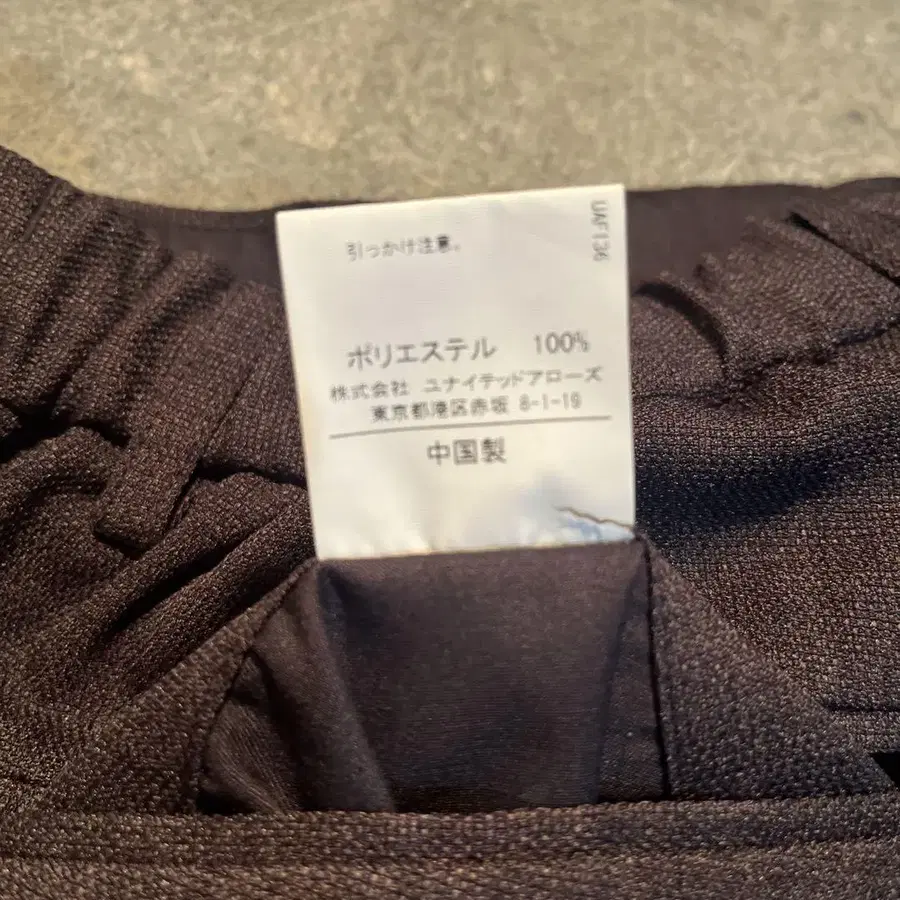 UAF136
引っかけ注意。
ポリエステル 100%
株式会社 ユナイテッドアローズ
東京都港区赤坂 8-1-19
中国製